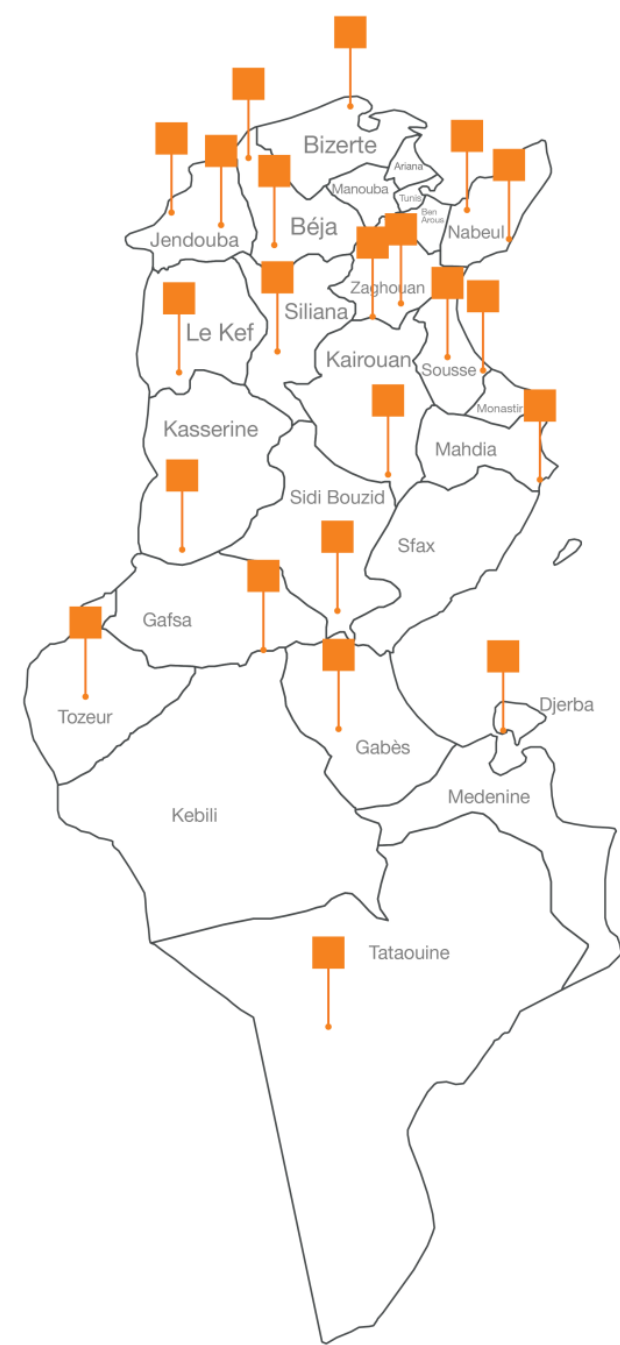 Bizerte
Ariana
Manouba
Tunis
Ben
Arous
Béja
Nabeul
Jendouba
Zaghouan
Siliana
Le Kef
Kairouan
Sousse
Monastir
Kasserine
Mahdia
Sidi Bouzid
Sfax
Gafsa
Djerba
Tozeur
Gabès
Medenine
Kebili
Tataouine